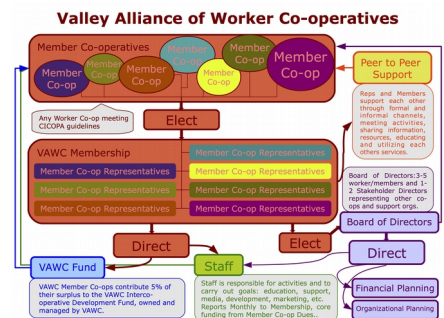 Valley Alliance of Worker Co-operatives
Member Co-operatives
Member
Co-op
Member
Co-op
Member
Co-op
Member
Co-op
Member
Co-op
Member
Co-op
Member
Co-op
Peer to Peer
Support
Reps and Members
support each other
through formal and
informal channels,
meeting activities,
sharing information,
resources, educating
and utilizing each
others services.
Any Worker Co-op meeting
CICOPA guidelines
Elect
VAWC Membership
Member Co-op Representatives
Member Co-op Representatives
Member Co-op Representatives
Member Co-op Representatives
Member Co-op Representatives
Member Co-op Representatives
Member Co-op Representatives
Board of Directors:3-5
worker/members and 1-
2 Stakeholder Directors
representing other co-
ops and support orgs.
Board of Directors
Direct
Elect
Direct
VAWC Fund
Staff
VAWC Member Co-ops contribute 5% of
their surplus to the VAWC Interco-
operative Development Fund, owned and
managed by VAWC.
Staff is responsible for activities and to
carry out goals: education, support,
media, development, marketing, etc.
Reports Monthly to Membership, core
funding from Member Co-op Dues..
Financial Planning
Organizational Planning